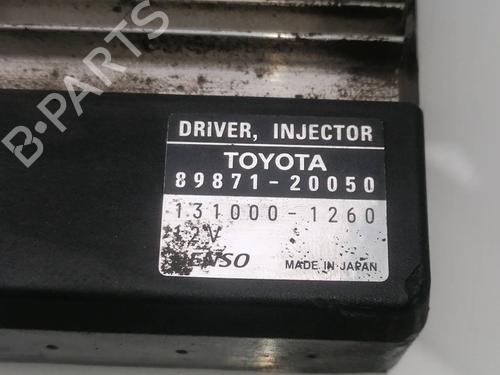 B-PARTS
DRIVER, INJECTOR
TOYOTA
89871-20050
131000-1260
12V
DENSO
MADE IN JAPAN